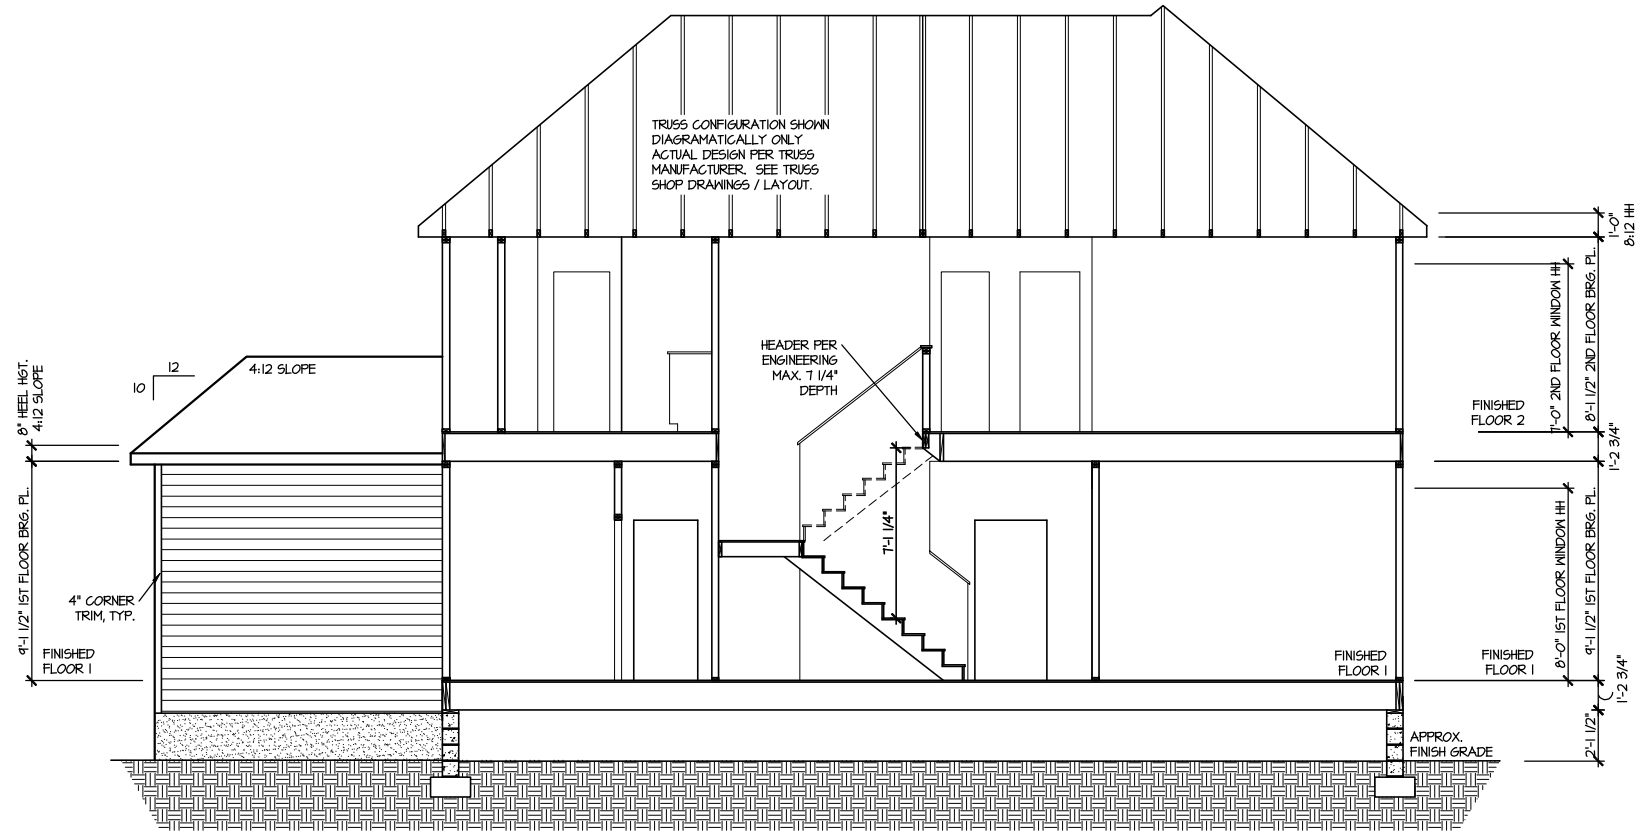 TRUSS CONFIGURATION SHOWN
DIAGRAMATICALLY ONLY
ACTUAL DESIGN PER TRUSS
MANUFACTURER. SEE TRUSS
SHOP DRAWINGS / LAYOUT.
1'-0"
8:12 HH
7'-0" 2ND FLOOR WINDOW HH
8'-1 1/2" 2ND FLOOR BRG. PL.
HEADER PER
ENGINEERING
MAX. 7 1/4"
DEPTH
12
10
4:12 SLOPE
8" HEEL HGT.
4:12 SLOPE
FINISHED
FLOOR 2
1'-2 3/4"
9'-1 1/2" 1ST FLOOR BRG. PL.
7'-1 1/4"
8'-0" 1ST FLOOR WINDOW HH
9'-1 1/2" 1ST FLOOR BRG. PL.
4" CORNER
TRIM, TYP.
FINISHED
FLOOR 1
FINISHED
FLOOR 1
FINISHED
FLOOR 1
1'-2 3/4"
2'-1 1/2"
APPROX.
FINISH GRADE